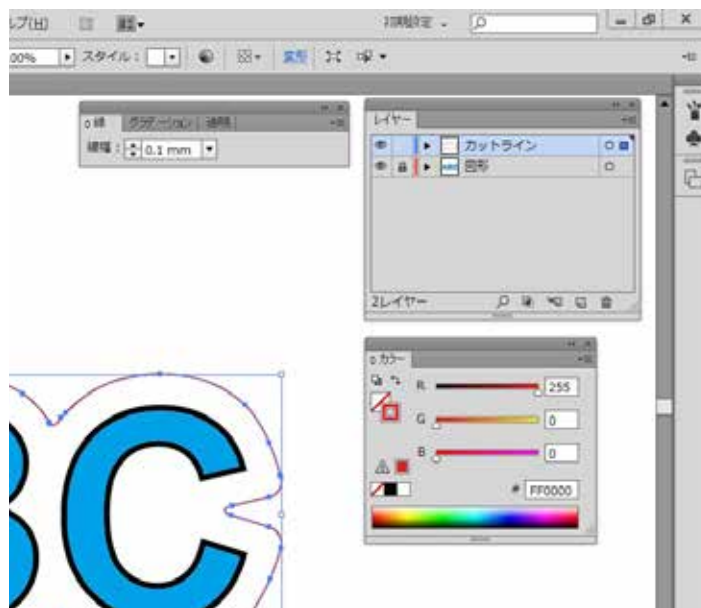 ルプ(H) 初期設定
00% スタイル： 変形
線 グラデーション 透明
線幅： 0.1 mm
レイヤー
カットライン
図形
2レイヤー
カラー
R 255
G 0
B 0
# FF0000
BC